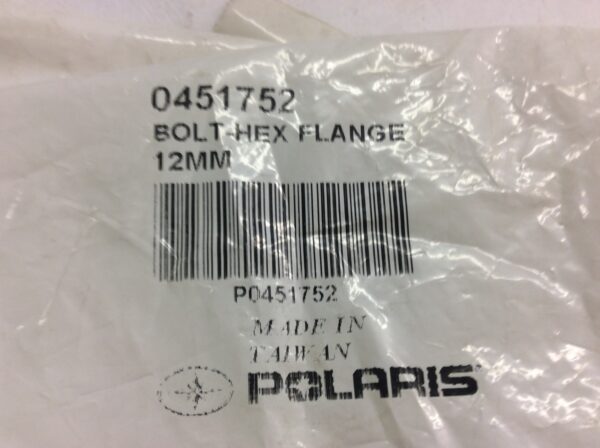 0451752
BOLT-HEX FLANGE
12MM
P0451752
MADE IN
TAIWAN
POLARIS